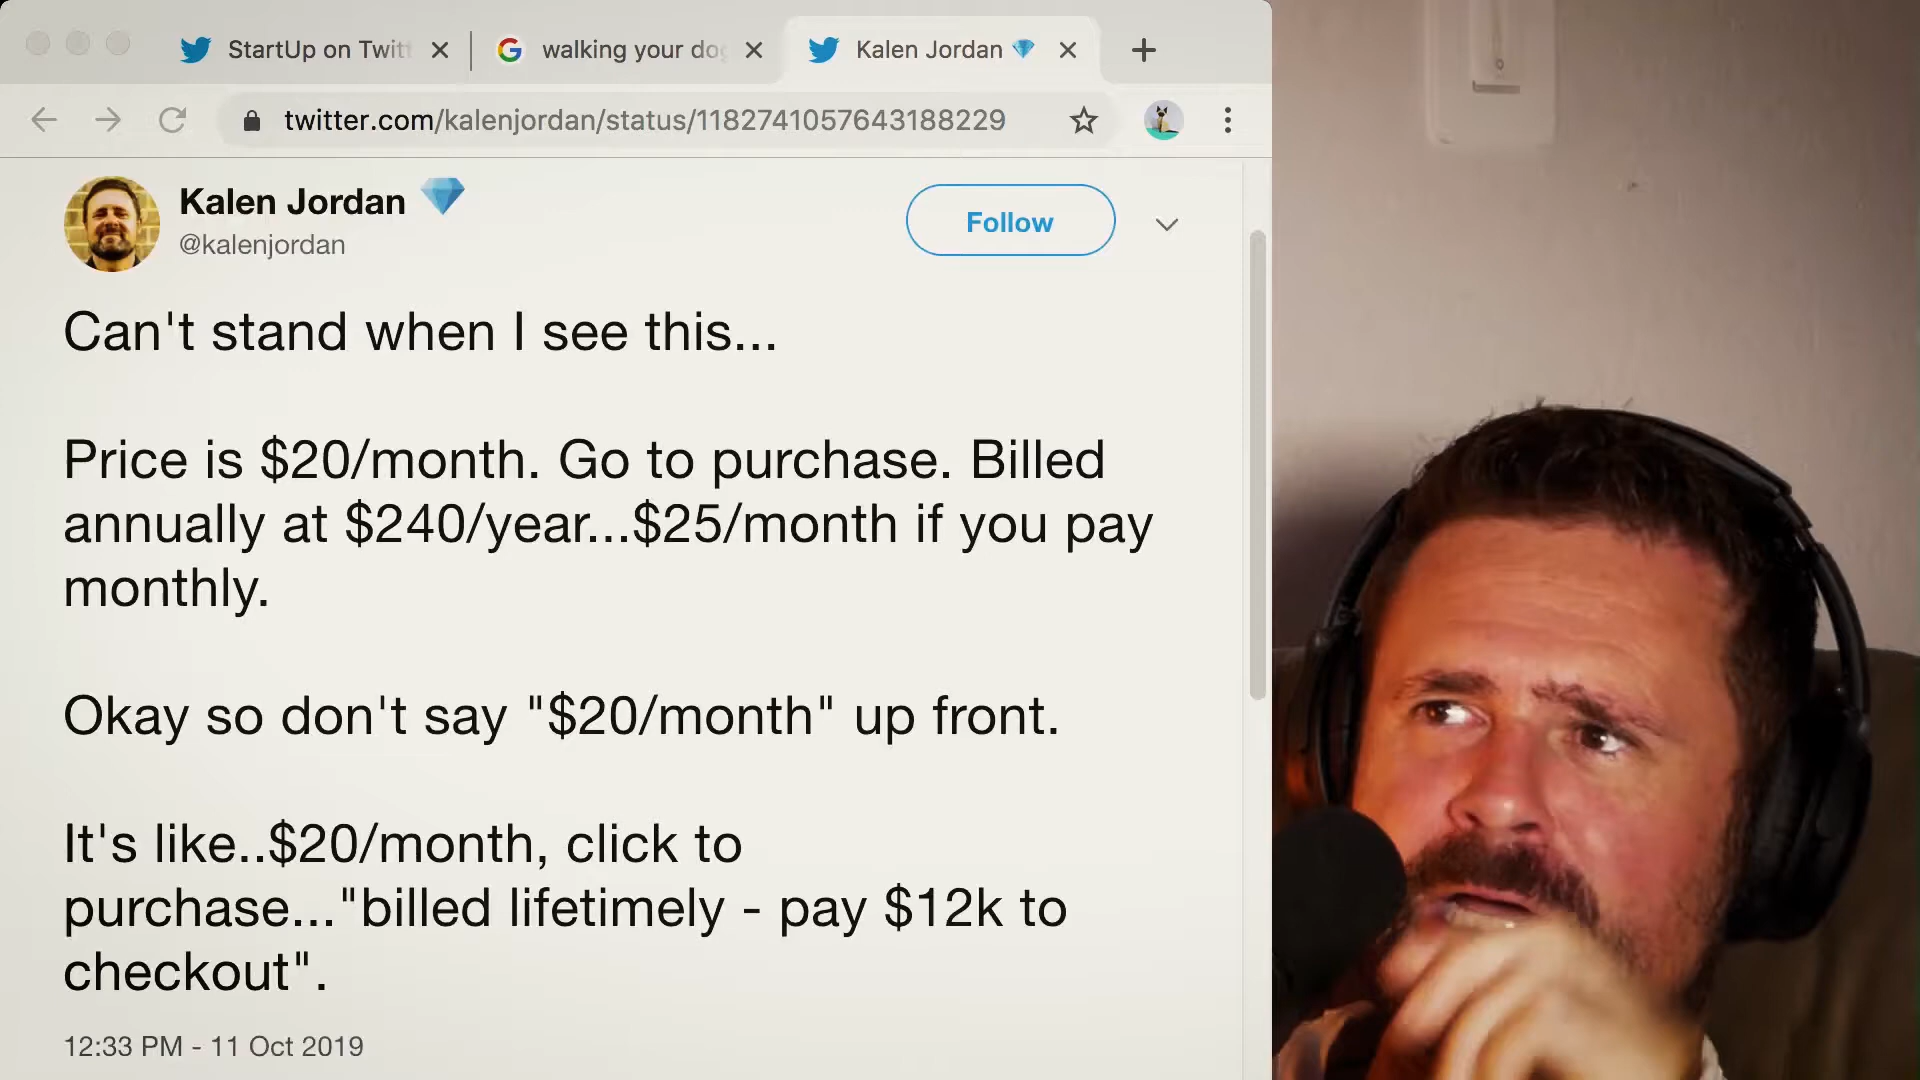 StartUp on Twitt
walking your dog
Kalen Jordan
twitter.com/kalenjordan/status/1182741057643188229
Kalen Jordan
@kalenjordan
Follow
Can't stand when I see this...
Price is $20/month. Go to purchase. Billed
annually at $240/year...$25/month if you pay
monthly.
Okay so don't say "$20/month" up front.
It's like..$20/month, click to
purchase..."billed lifetimely - pay $12k to
checkout".
12:33 PM - 11 Oct 2019